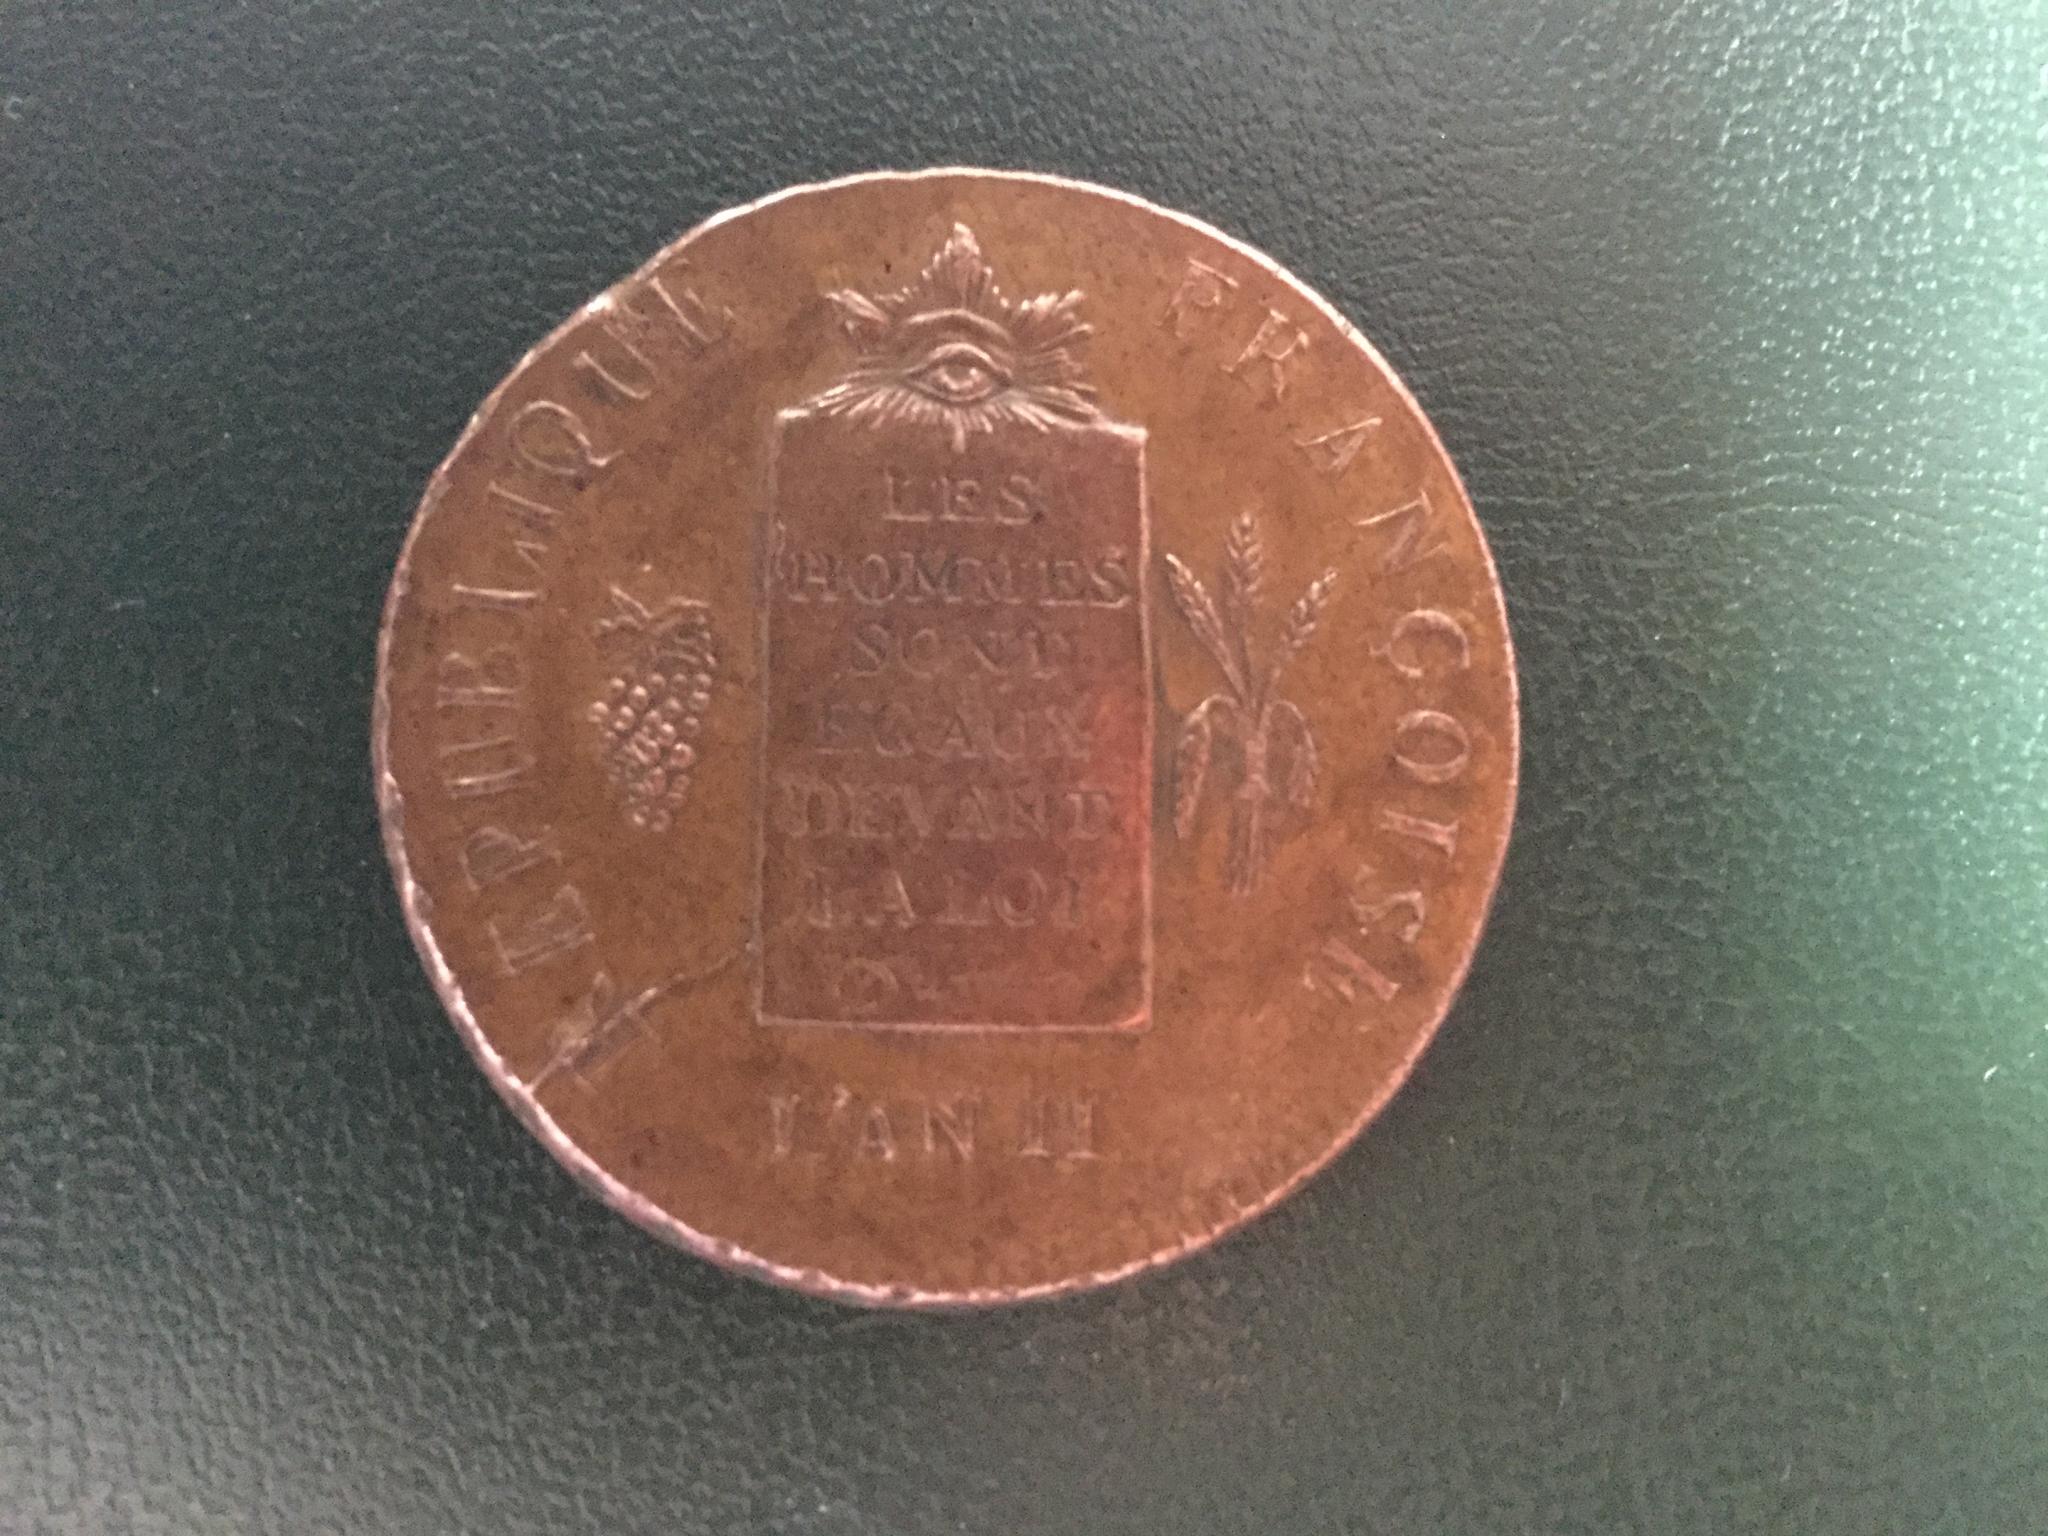 REPUBLIQUE FRANÇOISE
LES
HOMMES
SONT
EGAUX
DEVANT
LA LOI
L'AN II